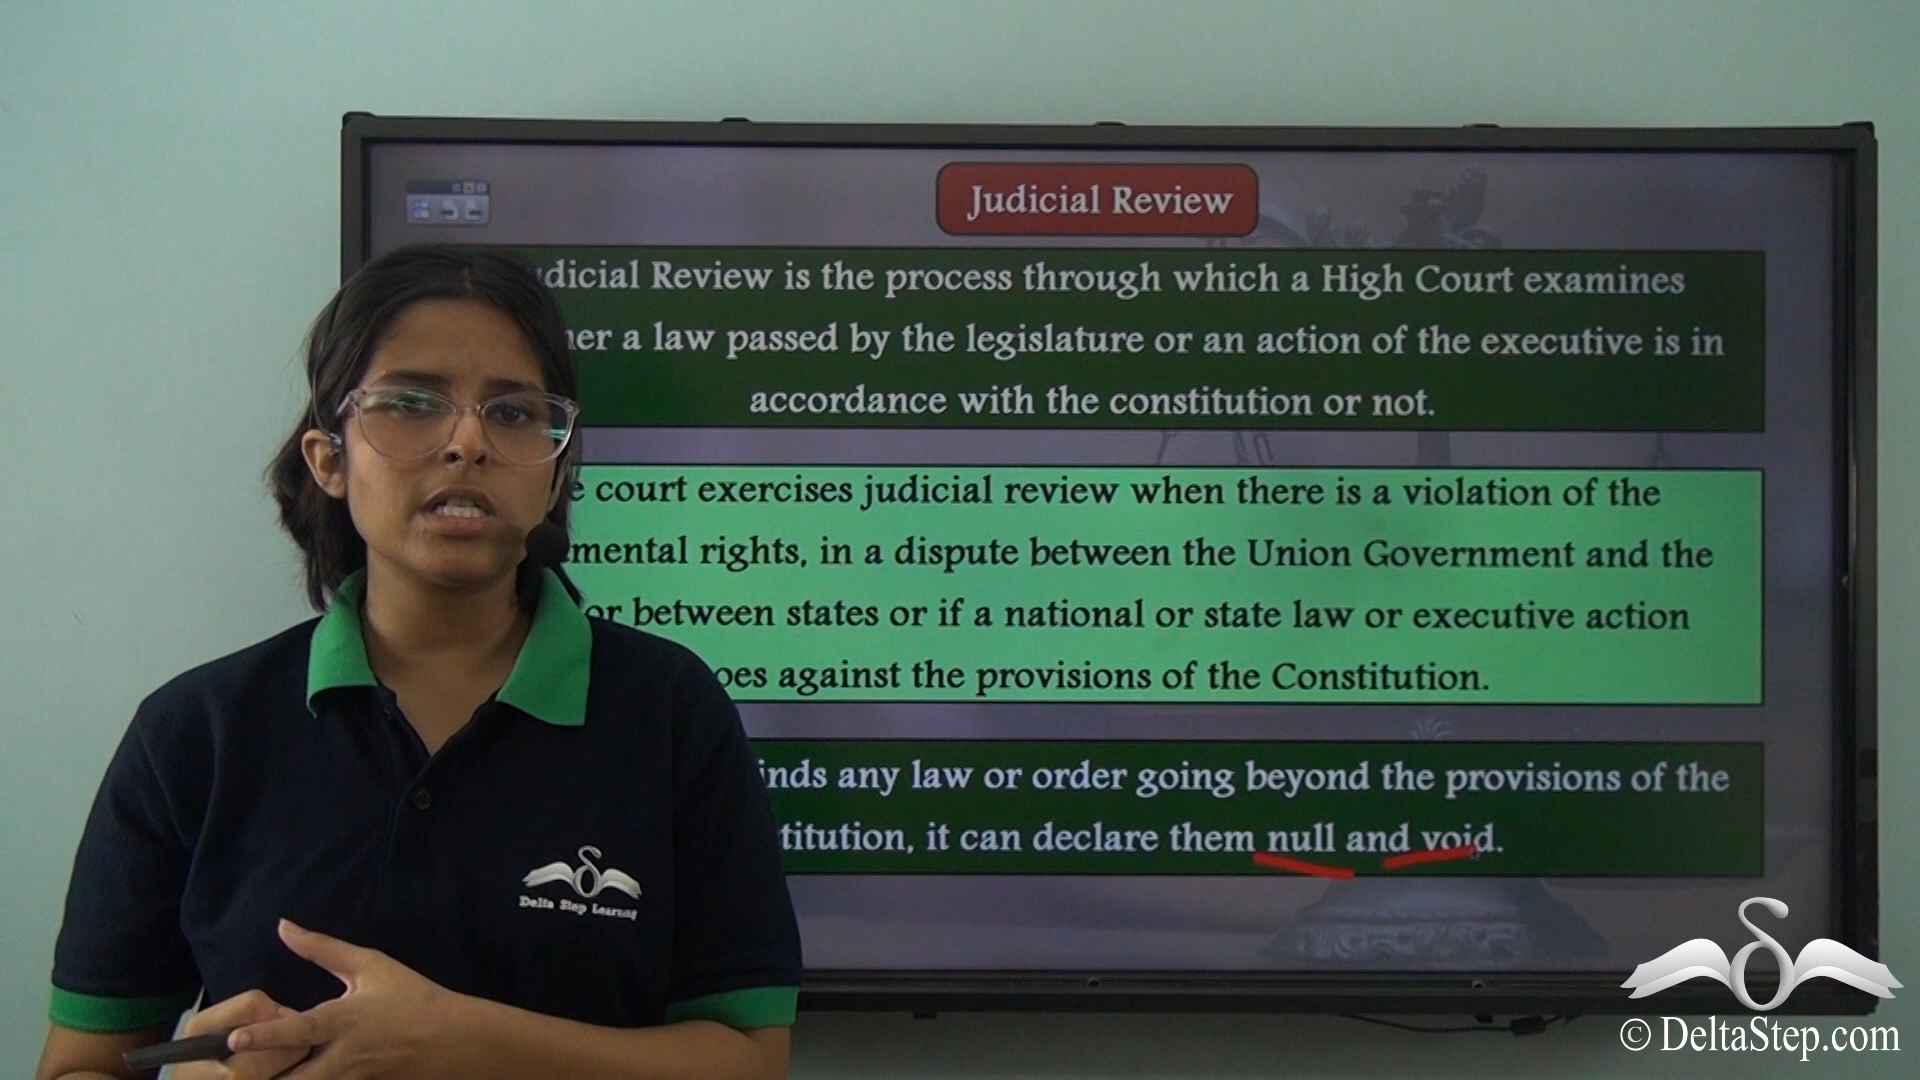 Judicial Review
udicial Review is the process through which a High Court examines
her a law passed by the legislature or an action of the executive is in
accordance with the constitution or not.
e court exercises judicial review when there is a violation of the
mental rights, in a dispute between the Union Government and the
or between states or if a national or state law or executive action
oes against the provisions of the Constitution.
inds any law or order going beyond the provisions of the
titution, it can declare them null and void.
Delta Step Learning
© DeltaStep.com